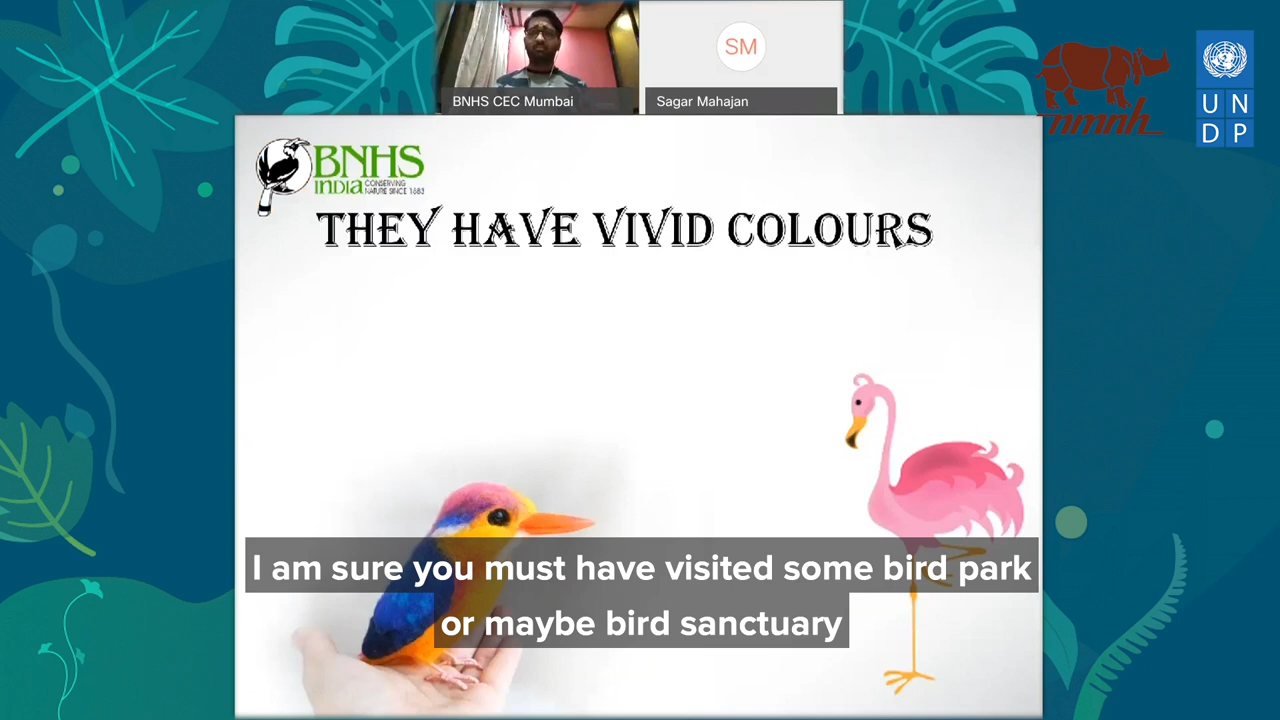 SM
BNHS CEC Mumbai
Sagar Mahajan
nmnh
U N
D P
BNHS
INDIA
CONSERVING
NATURE SINCE 1883
THEY HAVE VIVID COLOURS
I am sure you must have visited some bird park
or maybe bird sanctuary